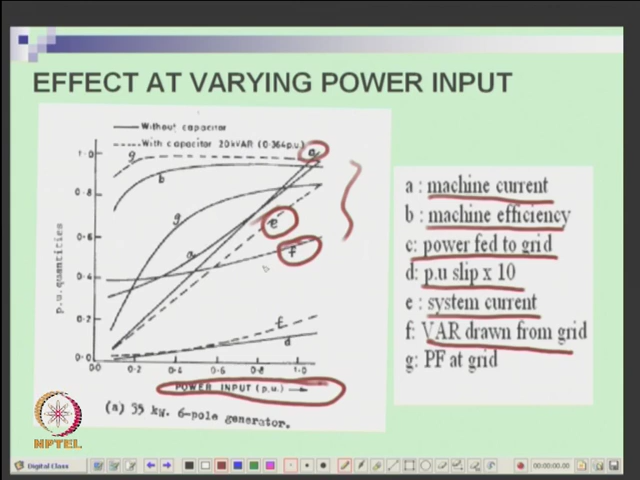 EFFECT AT VARYING POWER INPUT
Without capacitor
With capacitor 20kVAR (0.364p.u)
1.0
0.8
0.6
0.4
0.2
0.0
p.u.quantities
g
b
g
a
a
e
f
f
d
0.0 0.2 0.4 0.6 0.8 1.0
POWER INPUT (p.u.)
(a) 55 kw. 6-pole generator.
a : machine current
b : machine efficiency
c: power fed to grid
d: p.u slip x 10
e : system current
f: VAR drawn from grid
g: PF at grid
NPTEL
Digital Class
00:00:00.00